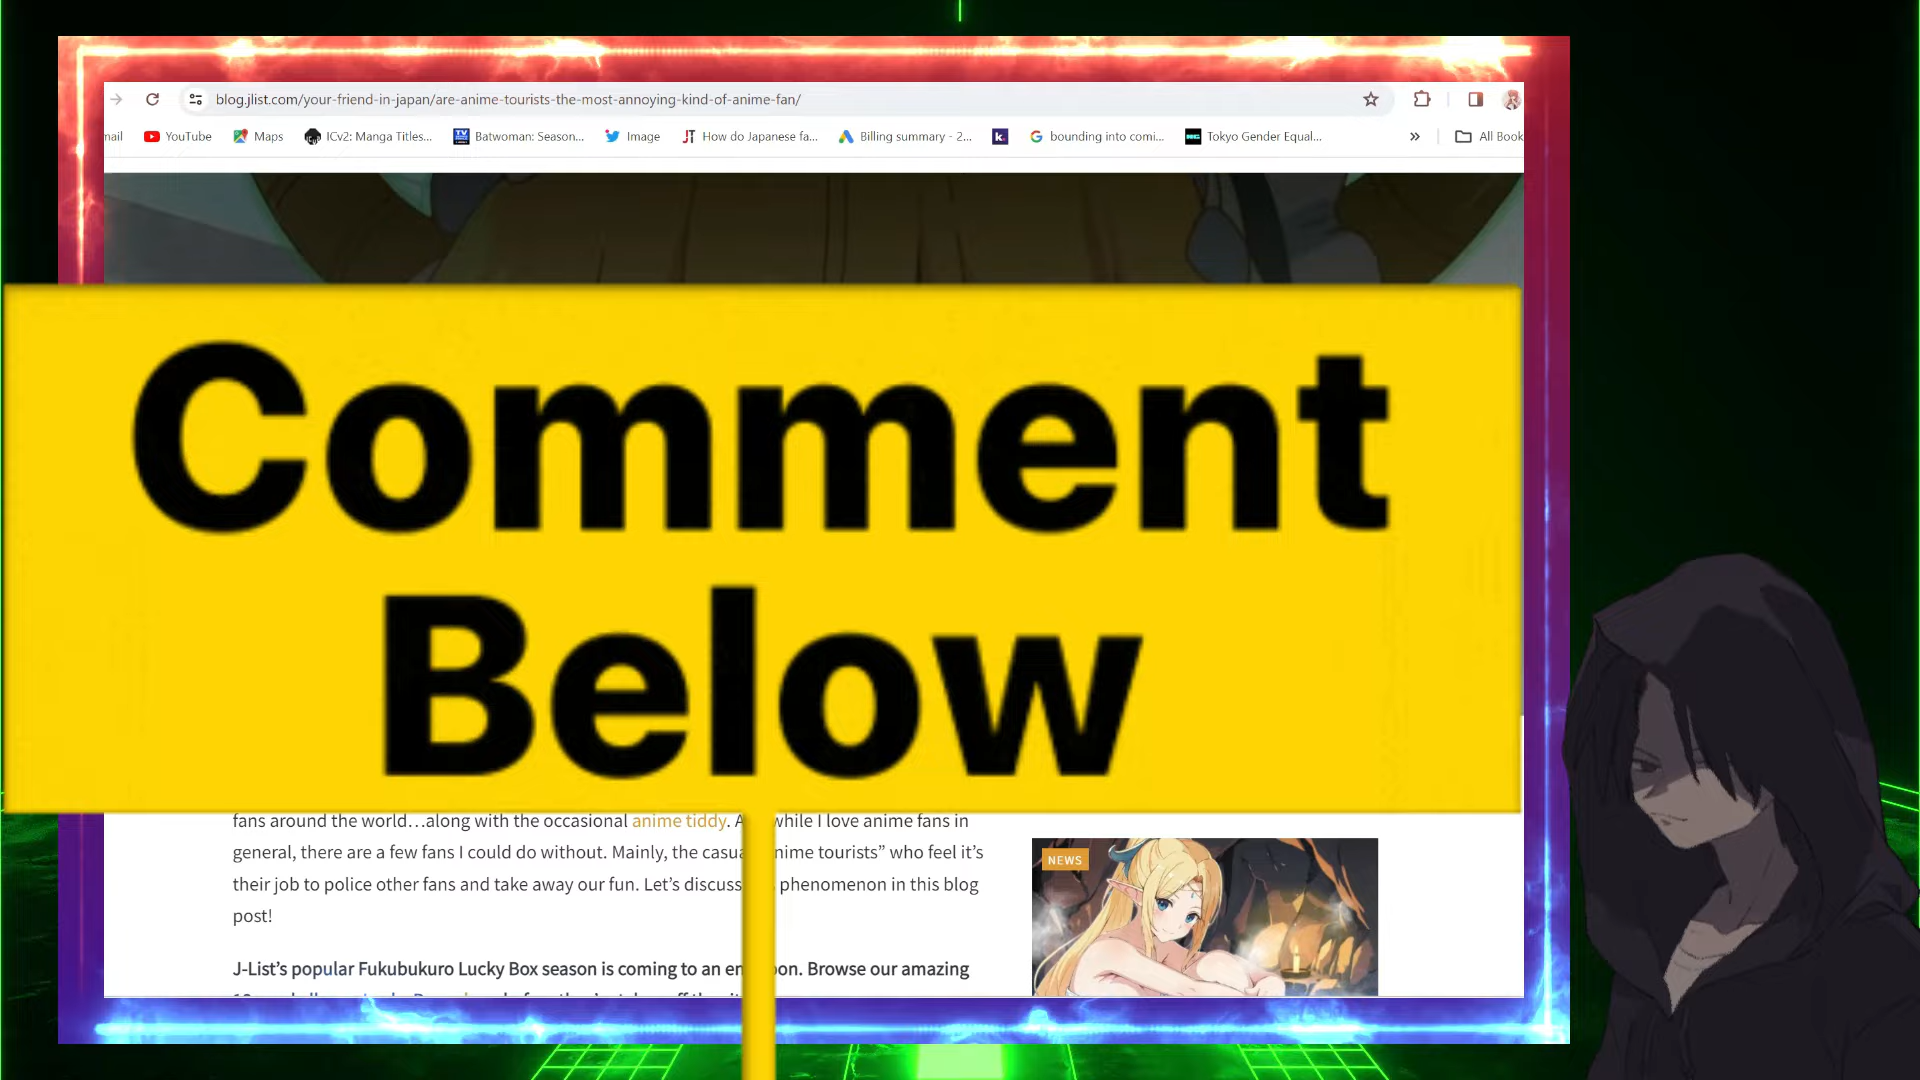 blog.jlist.com/your-friend-in-japan/are-anime-tourists-the-most-annoying-kind-of-anime-fan/
nail YouTube Maps ICv2: Manga Titles... Batwoman: Season... Image How do Japanese fa... Billing summary - 2... bounding into comi... Tokyo Gender Equal... » All Book
Comment
Below
fans around the world...along with the occasional anime tiddy. while I love anime fans in
general, there are a few fans I could do without. Mainly, the tourists” who feel it’s
their job to police other fans and take away our fun. Let’s discuss phenomenon in this blog
post!
NEWS
J-List’s popular Fukubukuro Lucky Box season is coming to an Browse our amazing